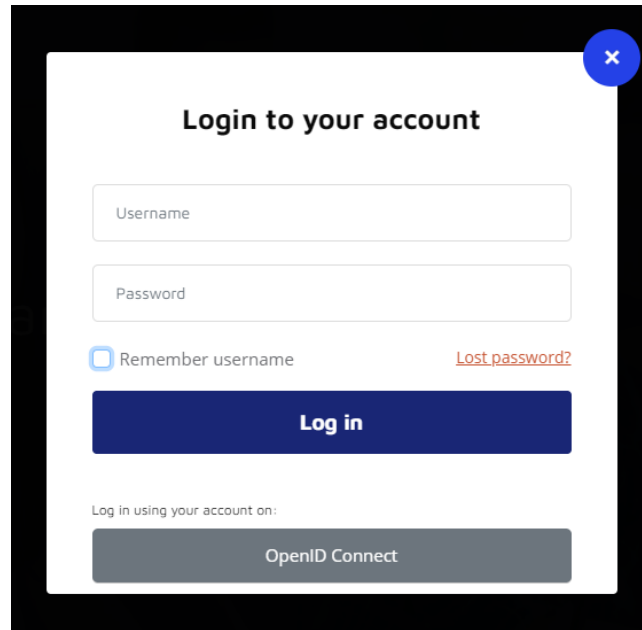 ×
Login to your account
Username
Password
Remember username Lost password?
Log in
Log in using your account on:
OpenID Connect